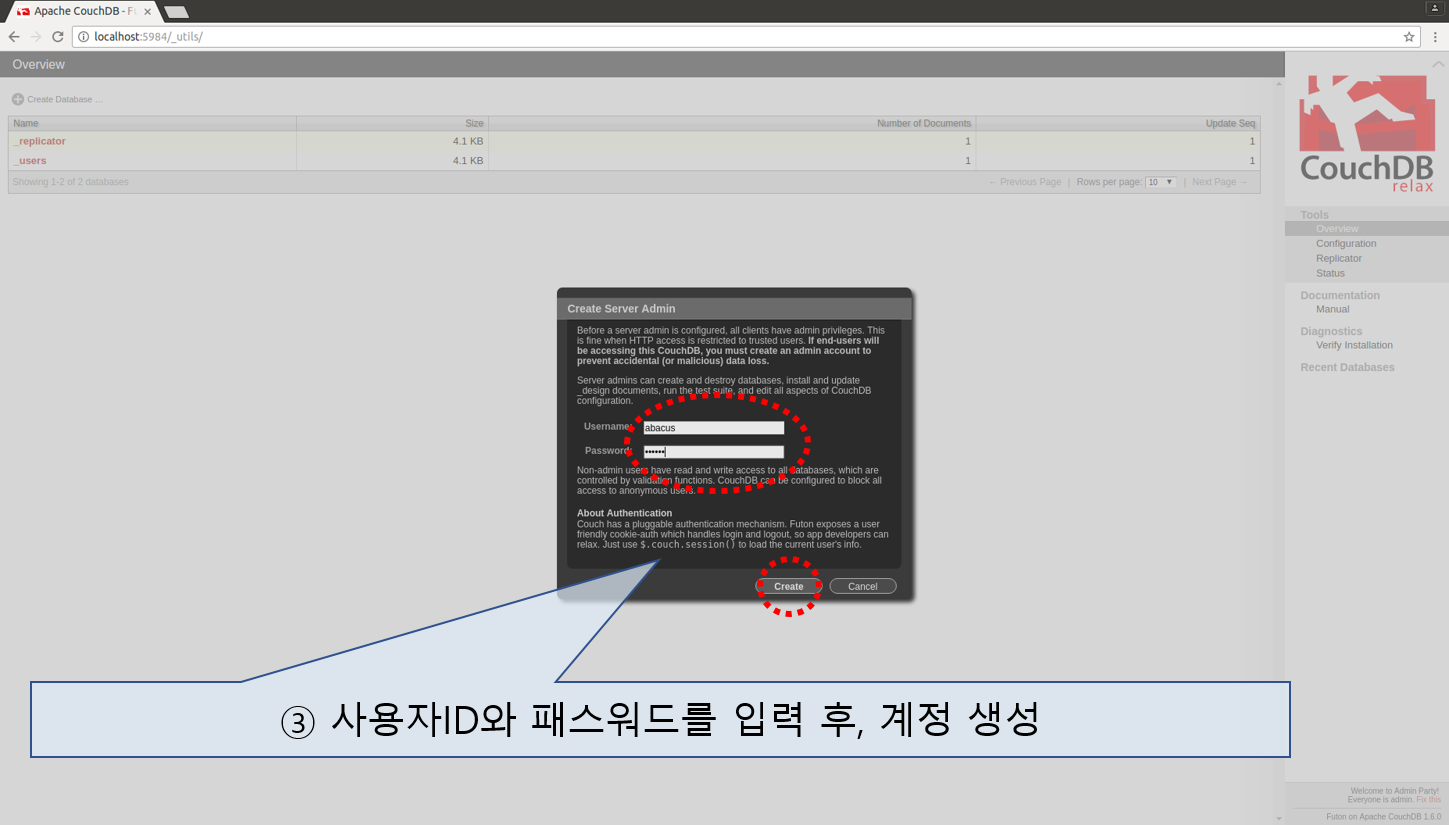 Apache CouchDB - F
localhost:5984/_utils/
Overview
Create Database ...
Name Size Number of Documents Update Seq
_replicator 4.1 KB 1 1
_users 4.1 KB 1 1
Showing 1-2 of 2 databases ← Previous Page | Rows per page: 10 | Next Page →
CouchDB
relax
Tools
Overview
Configuration
Replicator
Status
Documentation
Manual
Diagnostics
Verify Installation
Recent Databases
Create Server Admin
Before a server admin is configured, all clients have admin privileges. This
is fine when HTTP access is restricted to trusted users. If end-users will
be accessing this CouchDB, you must create an admin account to
prevent accidental (or malicious) data loss.
Server admins can create and destroy databases, install and update
_design documents, run the test suite, and edit all aspects of CouchDB
configuration.
Username: abacus
Password: ••••••
Non-admin users have read and write access to all databases, which are
controlled by validation functions. CouchDB can be configured to block all
access to anonymous users.
About Authentication
Couch has a pluggable authentication mechanism. Futon exposes a user
friendly cookie-auth which handles login and logout, so app developers can
relax. Just use $.couch.session() to load the current user's info.
Create Cancel
③ 사용자ID와 패스워드를 입력 후, 계정 생성
Welcome to Admin Party!
Everyone is admin. Fix this
Futon on Apache CouchDB 1.6.0